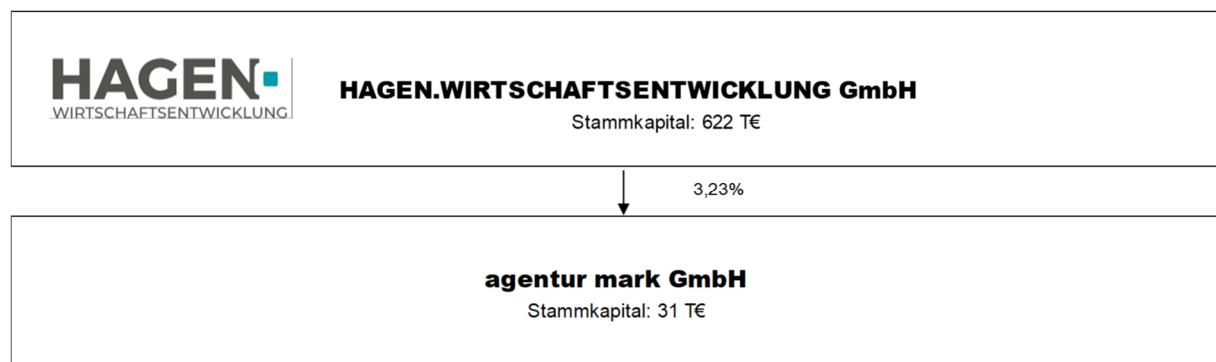 HAGEN
WIRTSCHAFTSENTWICKLUNG
HAGEN.WIRTSCHAFTSENTWICKLUNG GmbH
Stammkapital: 622 T€
3,23%
agentur mark GmbH
Stammkapital: 31 T€